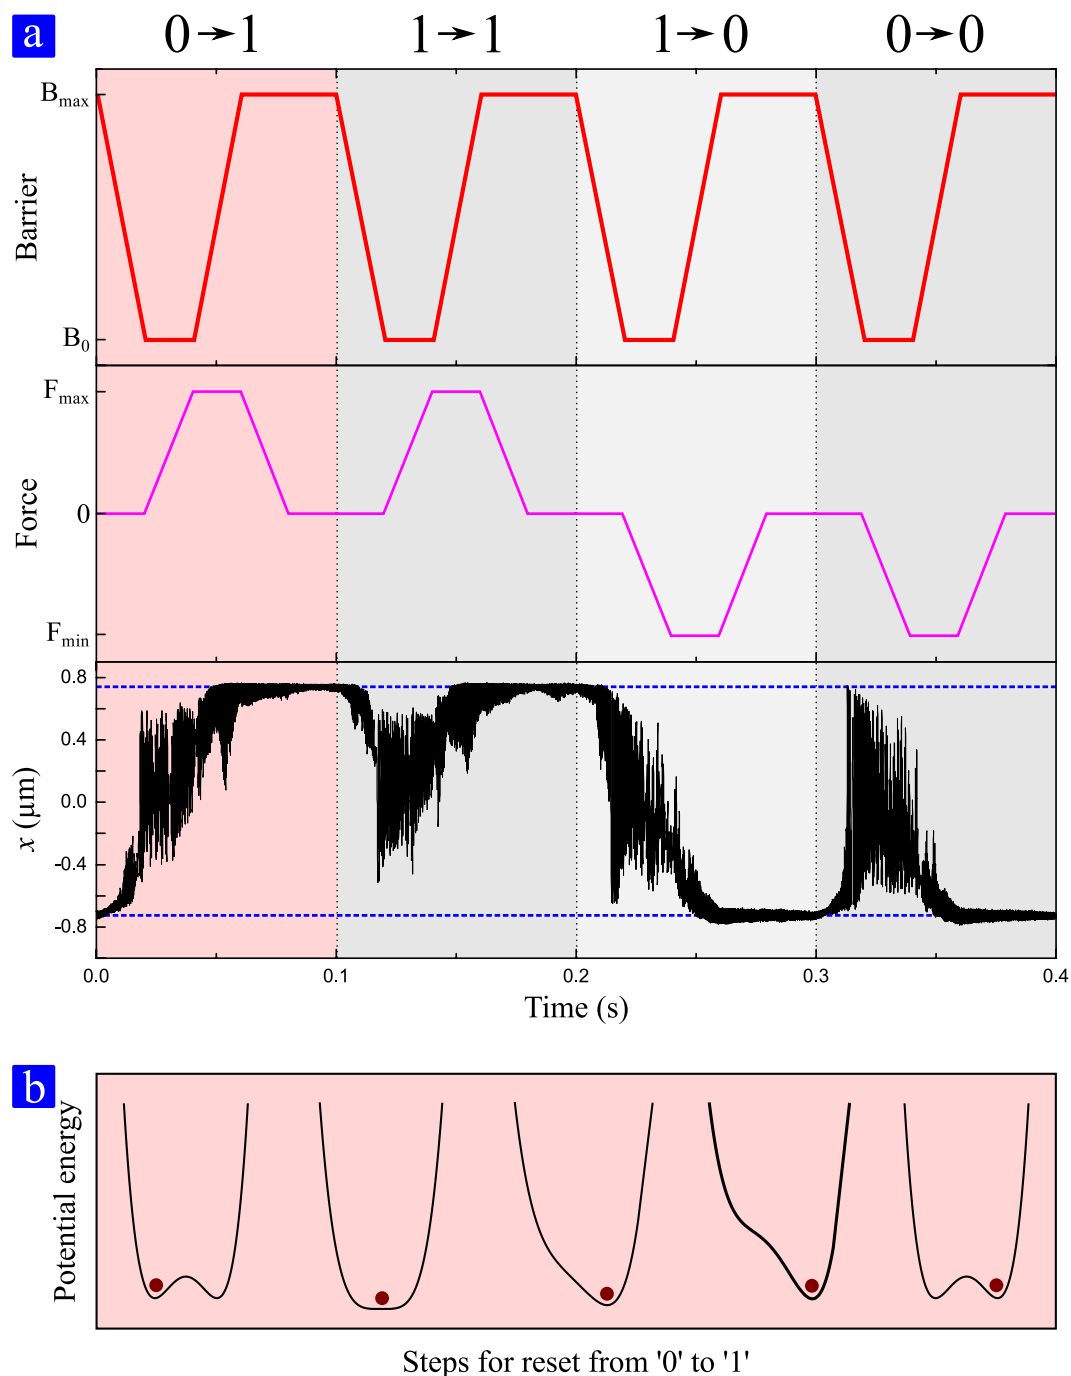 a
0→1 1→1 1→0 0→0
Bmax
Barrier
B0
Fmax
Force
0
Fmin
0.8
0.4
0.0
-0.4
-0.8
x (μm)
0.0 0.1 0.2 0.3 0.4
Time (s)
b
Potential energy
Steps for reset from '0' to '1'